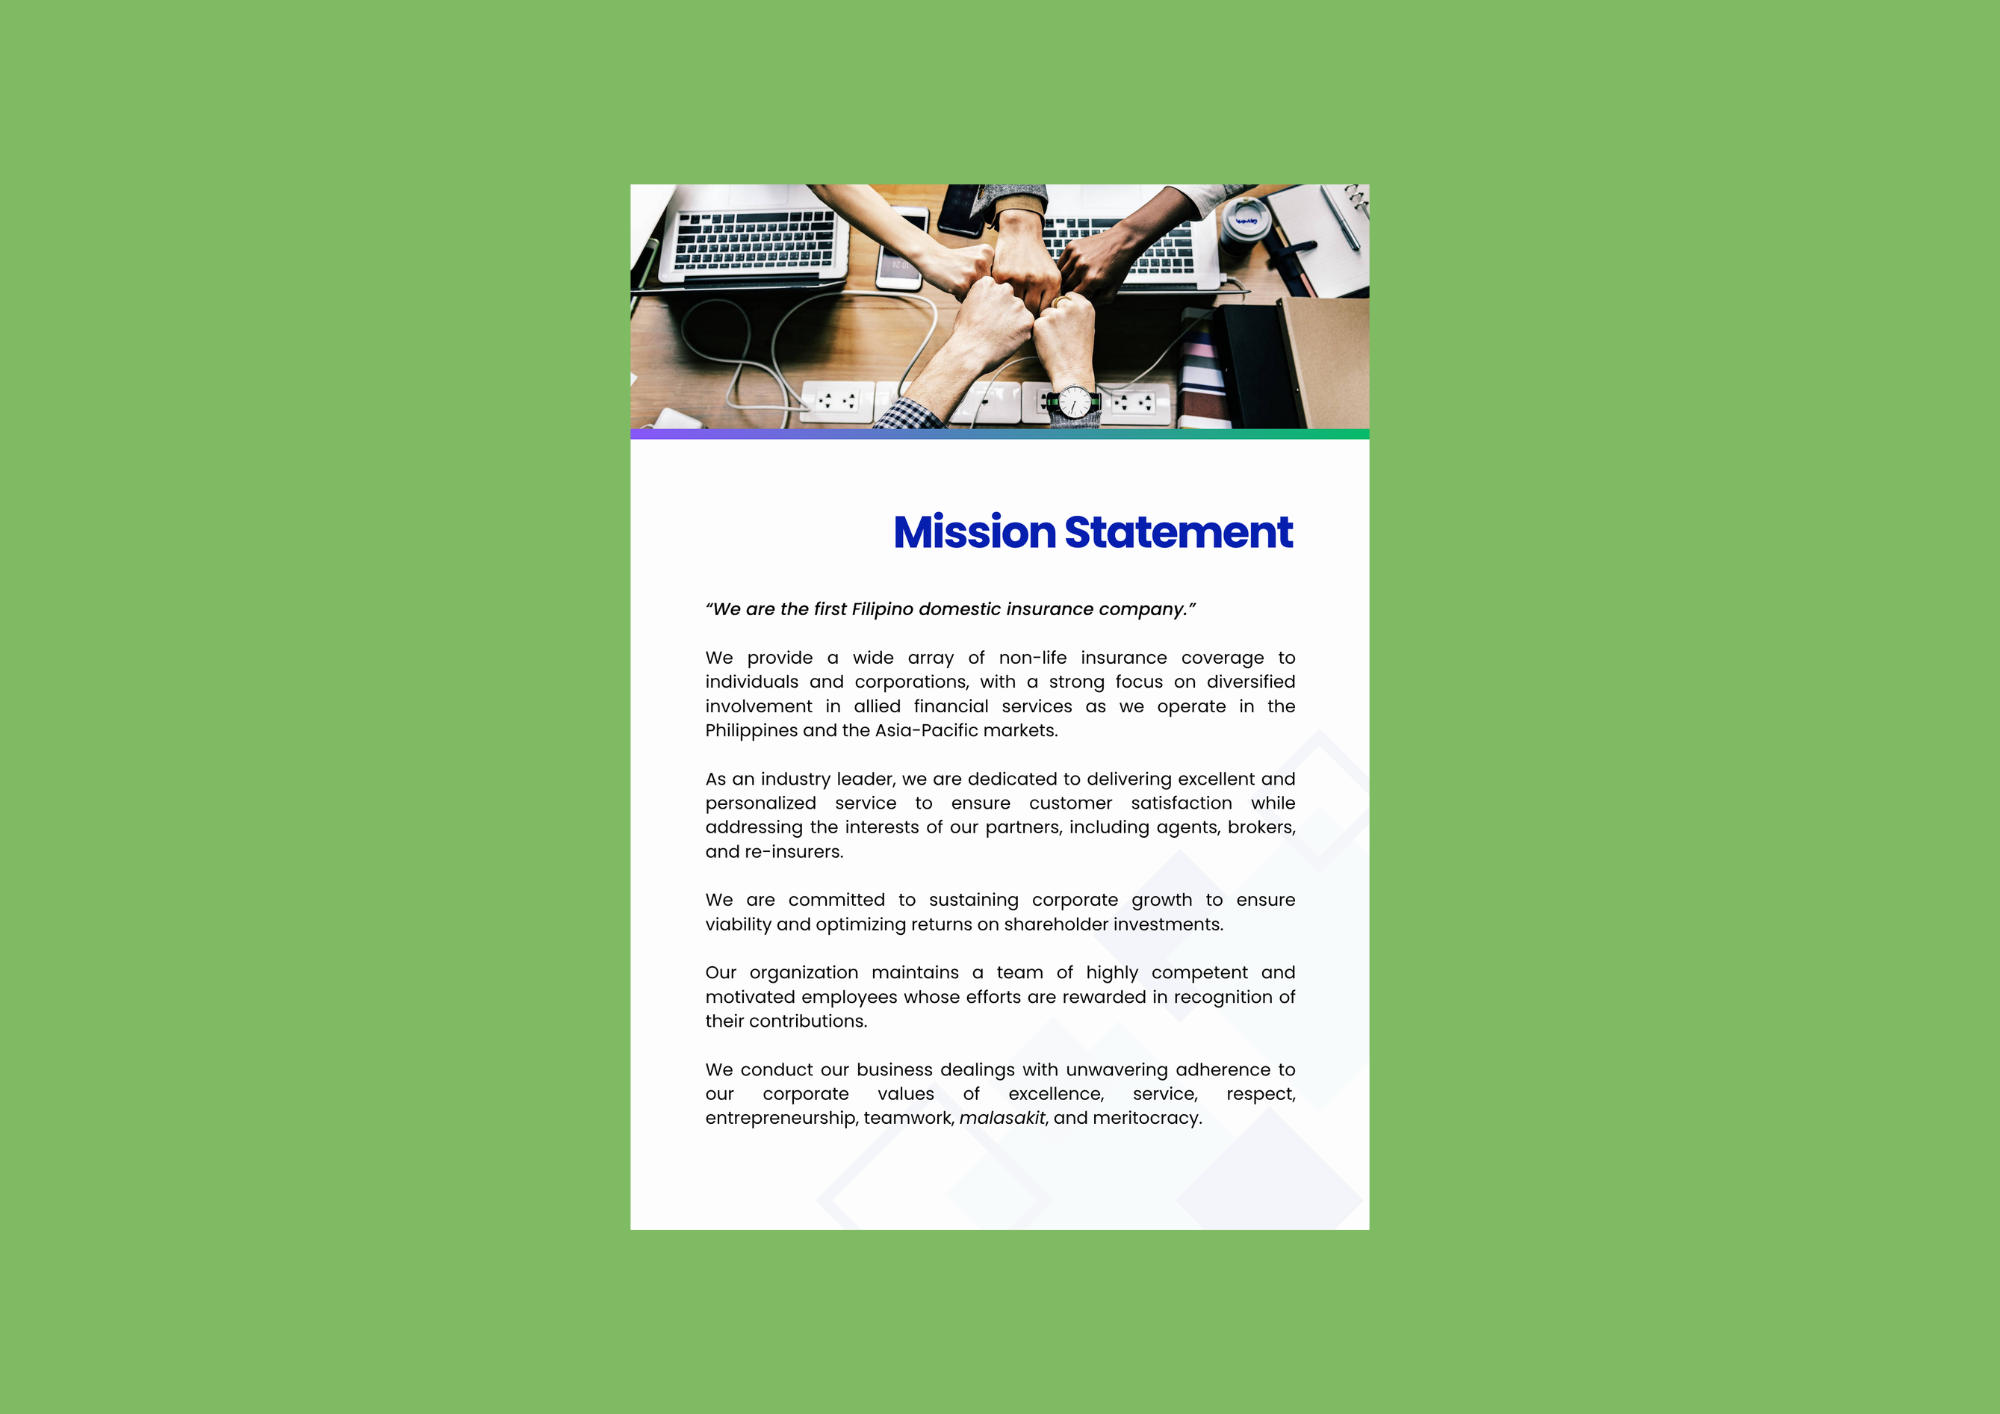 Mission Statement
“We are the first Filipino domestic insurance company.”
We provide a wide array of non-life insurance coverage to
individuals and corporations, with a strong focus on diversified
involvement in allied financial services as we operate in the
Philippines and the Asia-Pacific markets.
As an industry leader, we are dedicated to delivering excellent and
personalized service to ensure customer satisfaction while
addressing the interests of our partners, including agents, brokers,
and re-insurers.
We are committed to sustaining corporate growth to ensure
viability and optimizing returns on shareholder investments.
Our organization maintains a team of highly competent and
motivated employees whose efforts are rewarded in recognition of
their contributions.
We conduct our business dealings with unwavering adherence to
our corporate values of excellence, service, respect,
entrepreneurship, teamwork, malasakit, and meritocracy.